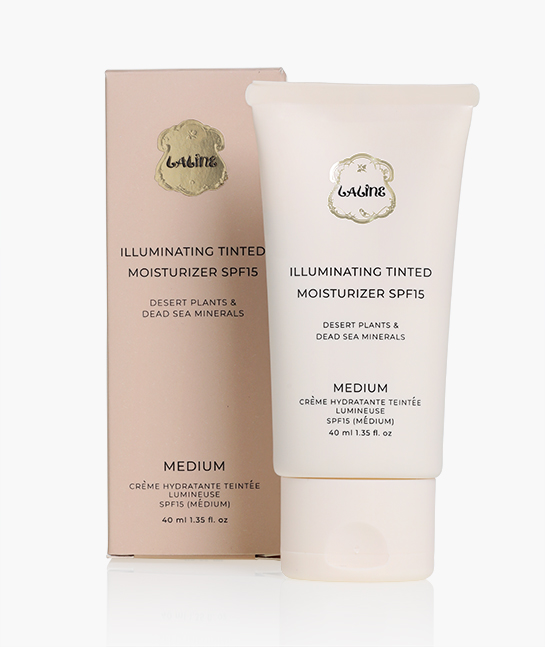 LALINE
ILLUMINATING TINTED
MOISTURIZER SPF15
DESERT PLANTS &
DEAD SEA MINERALS
MEDIUM
CRÈME HYDRATANTE TEINTÉE
LUMINEUSE
SPF15 (MÉDIUM)
40 ml 1.35 fl. oz
LALINE
ILLUMINATING TINTED
MOISTURIZER SPF15
DESERT PLANTS &
DEAD SEA MINERALS
MEDIUM
CRÈME HYDRATANTE TEINTÉE
LUMINEUSE
SPF15 (MÉDIUM)
40 ml 1.35 fl. oz